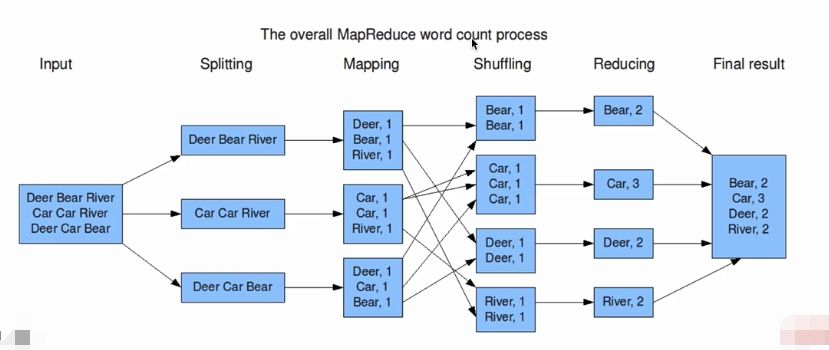 The overall MapReduce word count process
Input
Splitting
Mapping
Shuffling
Reducing
Final result
Deer Bear River
Car Car River
Deer Car Bear
Deer Bear River
Car Car River
Deer Car Bear
Deer, 1
Bear, 1
River, 1
Car, 1
Car, 1
River, 1
Deer, 1
Car, 1
Bear, 1
Bear, 1
Bear, 1
Car, 1
Car, 1
Car, 1
Deer, 1
Deer, 1
River, 1
River, 1
Bear, 2
Car, 3
Deer, 2
River, 2
Bear, 2
Car, 3
Deer, 2
River, 2